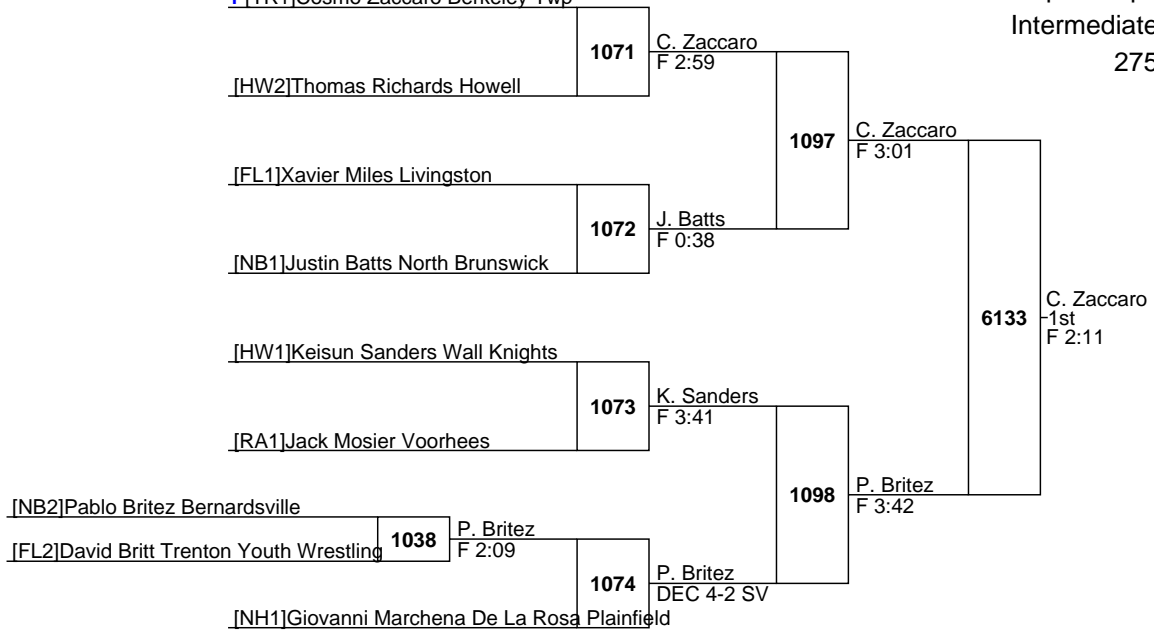 Intermediate
275
C. Zaccaro
1071
F 2:59
[HW2]Thomas Richards Howell
C. Zaccaro
1097
F 3:01
[FL1]Xavier Miles Livingston
J. Batts
1072
F 0:38
[NB1]Justin Batts North Brunswick
C. Zaccaro
6133
1st
F 2:11
[HW1]Keisun Sanders Wall Knights
K. Sanders
1073
F 3:41
[RA1]Jack Mosier Voorhees
P. Britez
1098
F 3:42
[NB2]Pablo Britez Bernardsville
P. Britez
1038
F 2:09
[FL2]David Britt Trenton Youth Wrestling
P. Britez
1074
DEC 4-2 SV
[NH1]Giovanni Marchena De La Rosa Plainfield